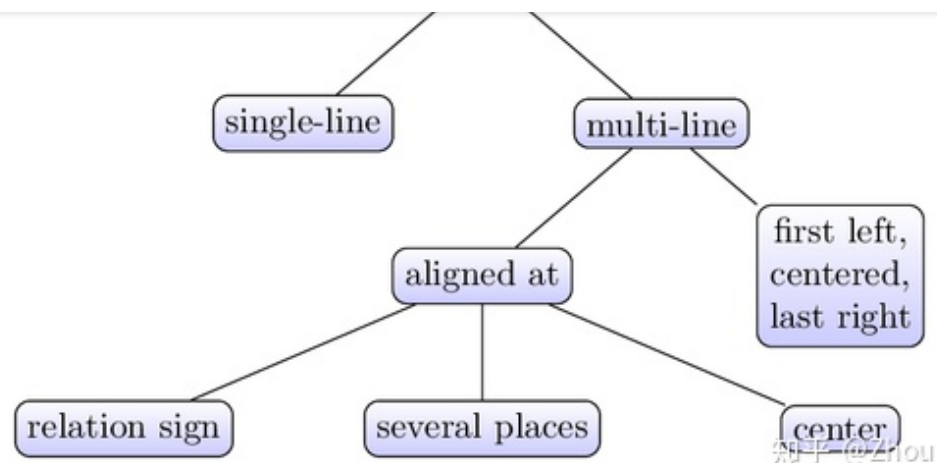 single-line
multi-line
first left,
centered,
last right
aligned at
relation sign
several places
center
知乎 @Zhou